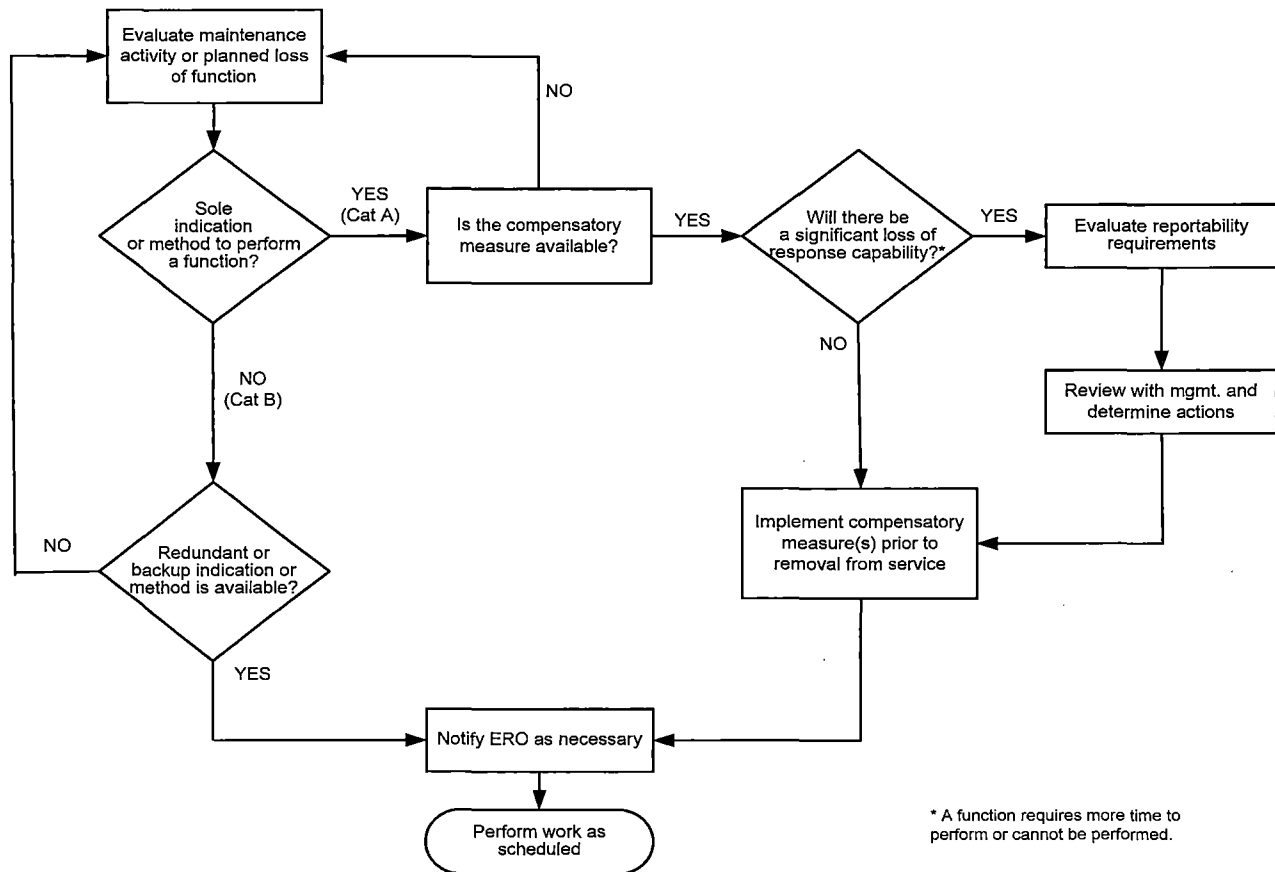 Evaluate maintenance
activity or planned loss
of function
NO
Sole
indication
or method to perform
a function?
YES
(Cat A)
Is the compensatory
measure available?
YES
Will there be
a significant loss of
response capability?*
YES
Evaluate reportability
requirements
NO
(Cat B)
NO
Review with mgmt. and
determine actions
Redundant or
backup indication or
method is available?
NO
YES
Implement compensatory
measure(s) prior to
removal from service
Notify ERO as necessary
Perform work as
scheduled
* A function requires more time to
perform or cannot be performed.